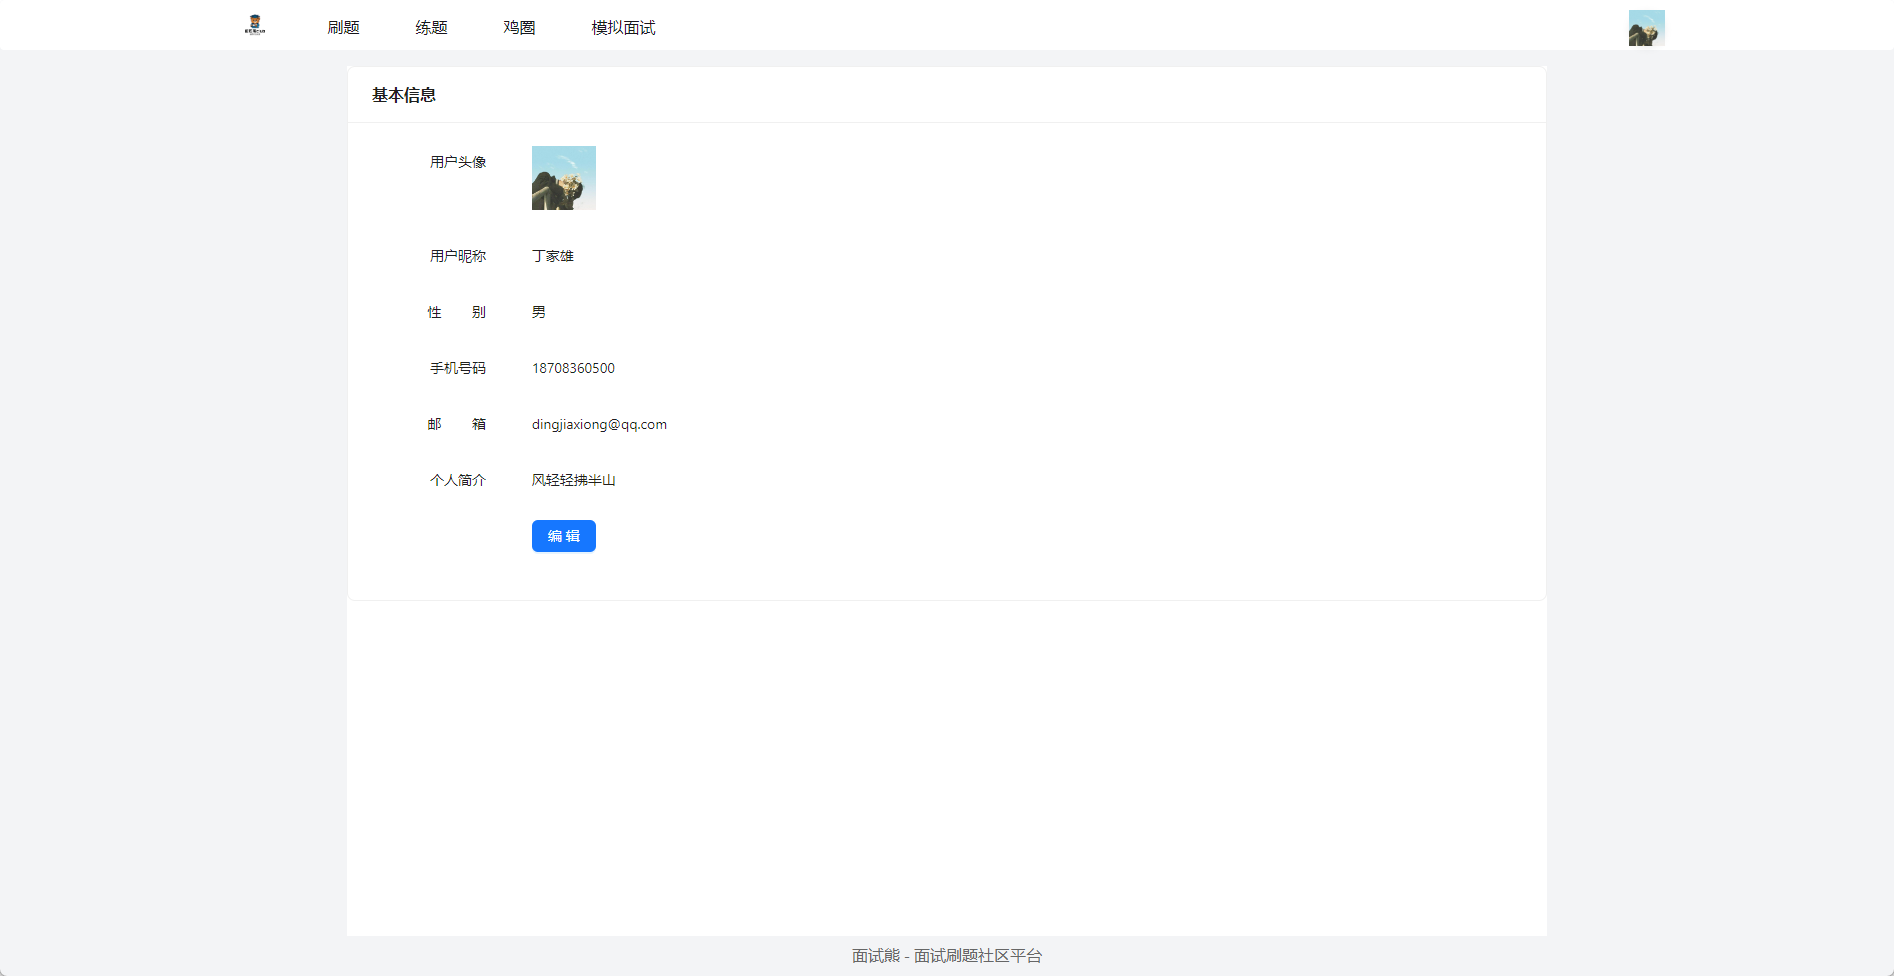 刷题 练题 鸡圈 模拟面试
基本信息
用户头像
用户昵称 丁家雄
性 别 男
手机号码 18708360500
邮 箱 dingjiaxiong@qq.com
个人简介 风轻轻拂半山
编 辑
面试熊 - 面试刷题社区平台